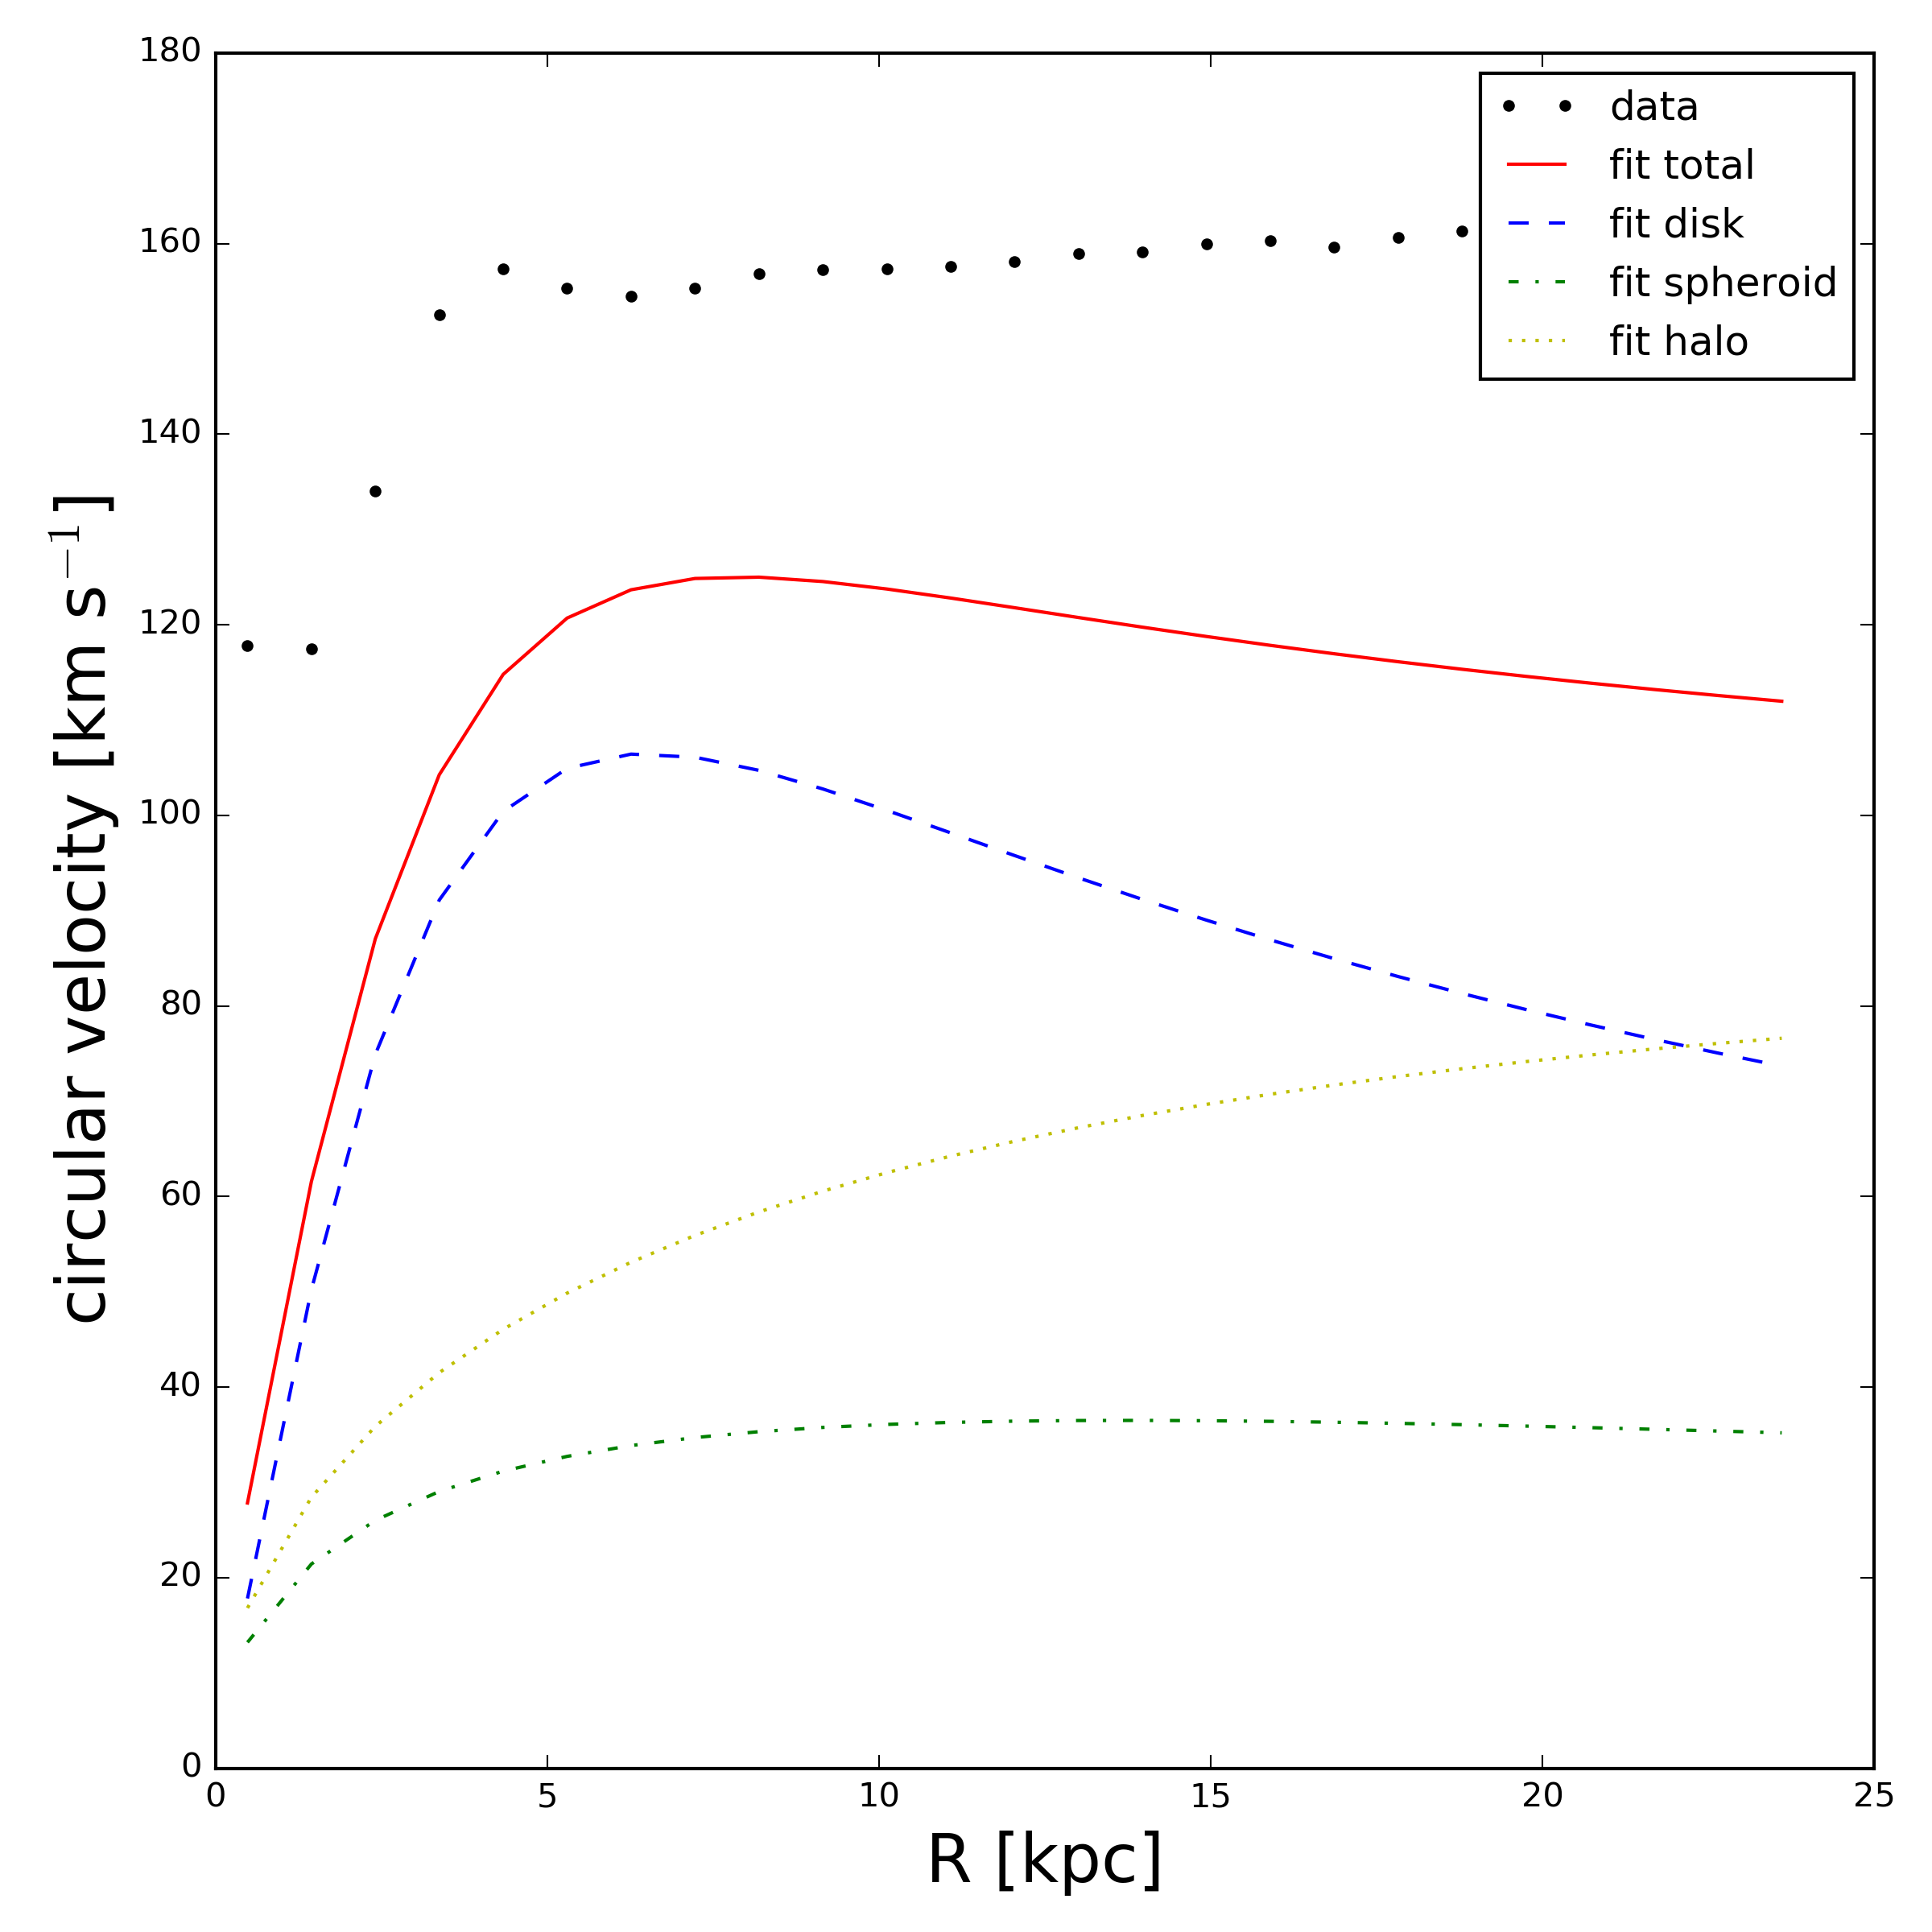 180
160
140
120
100
80
60
40
20
0
0 5 10 15 20 25
circular velocity [km s⁻¹]
R [kpc]
data
fit total
fit disk
fit spheroid
fit halo